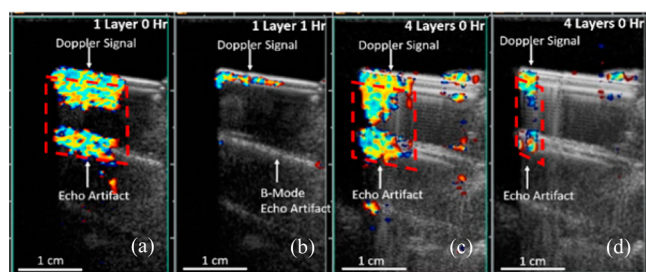 1 Layer 0 Hr
Doppler Signal
Echo Artifact
1 cm
(a)
1 Layer 1 Hr
Doppler Signal
B-Mode
Echo Artifact
1 cm
(b)
4 Layers 0 Hr
Doppler Signal
Echo Artifact
1 cm
(c)
4 Layers 0 Hr
Doppler Signal
Echo Artifact
1 cm
(d)